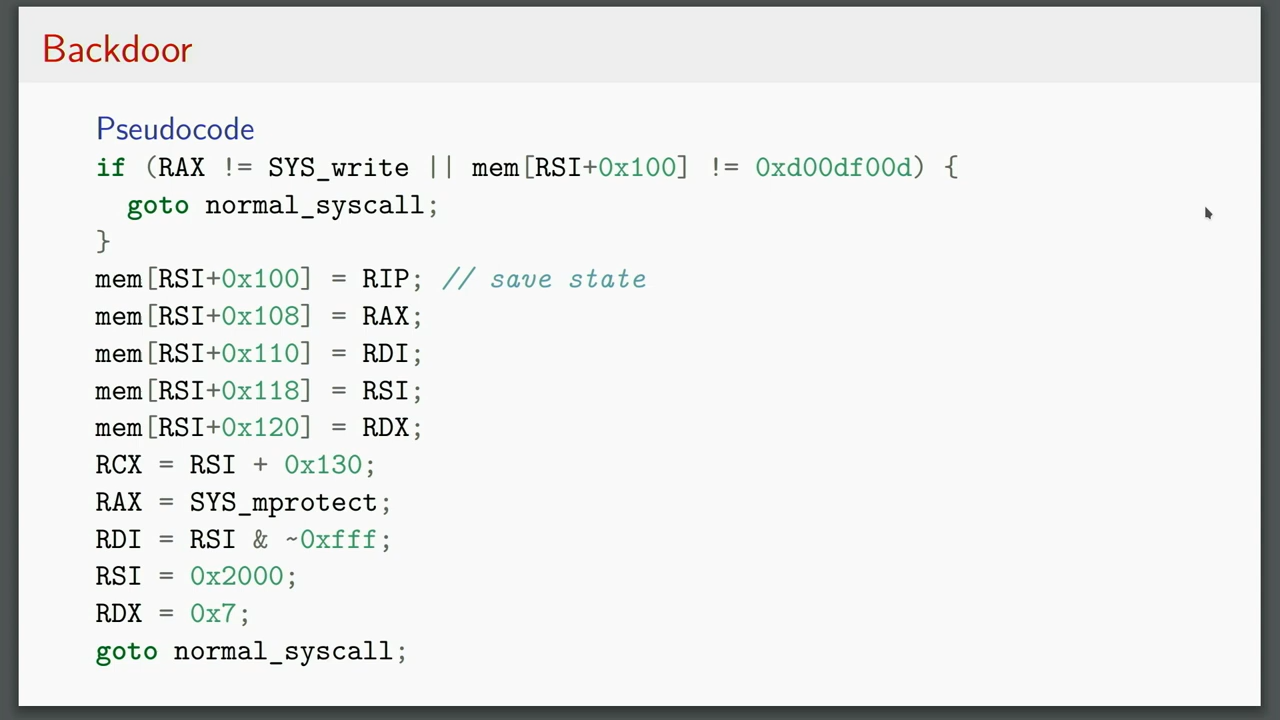 Backdoor
Pseudocode
if (RAX != SYS_write || mem[RSI+0x100] != 0xd00df00d) {
  goto normal_syscall;
}
mem[RSI+0x100] = RIP; // save state
mem[RSI+0x108] = RAX;
mem[RSI+0x110] = RDI;
mem[RSI+0x118] = RSI;
mem[RSI+0x120] = RDX;
RCX = RSI + 0x130;
RAX = SYS_mprotect;
RDI = RSI & ~0xfff;
RSI = 0x2000;
RDX = 0x7;
goto normal_syscall;